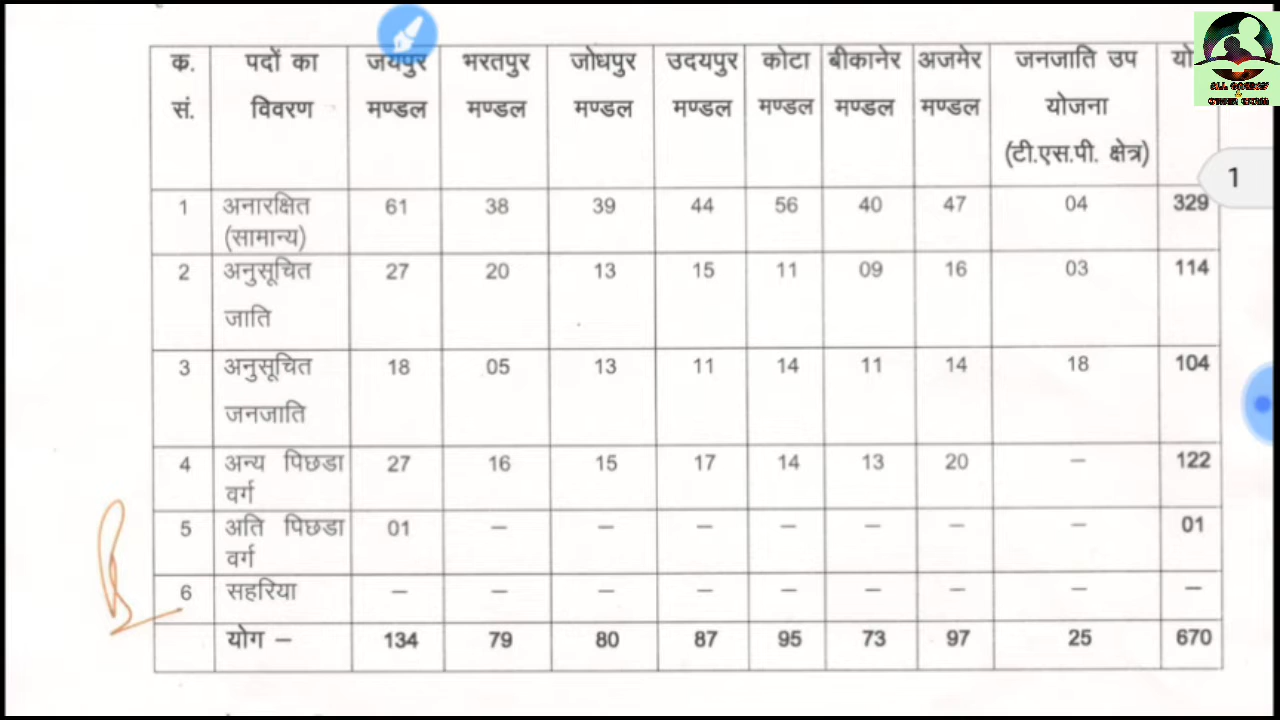 क. पदों का जयपुर भरतपुर जोधपुर उदयपुर कोटा बीकानेर अजमेर जनजाति उप
सं. विवरण मण्डल मण्डल मण्डल मण्डल मण्डल मण्डल मण्डल योजना
(टी.एस.पी. क्षेत्र)
1
1 अनारक्षित 61 38 39 44 56 40 47 04 329
(सामान्य)
2 अनुसूचित 27 20 13 15 11 09 16 03 114
जाति
3 अनुसूचित 18 05 13 11 14 11 14 18 104
जनजाति
4 अन्य पिछडा 27 16 15 17 14 13 20 – 122
वर्ग
5 अति पिछडा 01 – – – – – – – 01
वर्ग
6 सहरिया – – – – – – – – –
योग – 134 79 80 87 95 73 97 25 670